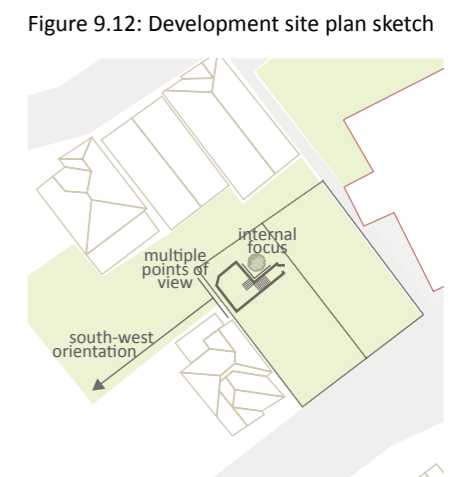 Figure 9.12: Development site plan sketch
internal
focus
multiple
points of
view
south-west
orientation